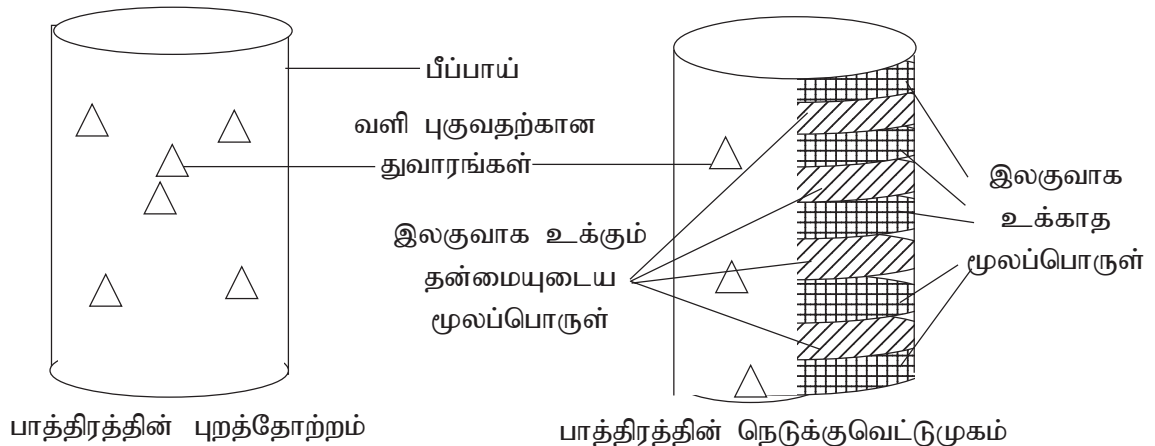 பீப்பாய்
வளி புகுவதற்கான
துவாரங்கள்
இலகுவாக உக்கும்
தன்மையுடைய
மூலப்பொருள்
இலகுவாக
உக்காத
மூலப்பொருள்
பாத்திரத்தின் புறத்தோற்றம்
பாத்திரத்தின் நெடுக்குவெட்டுமுகம்